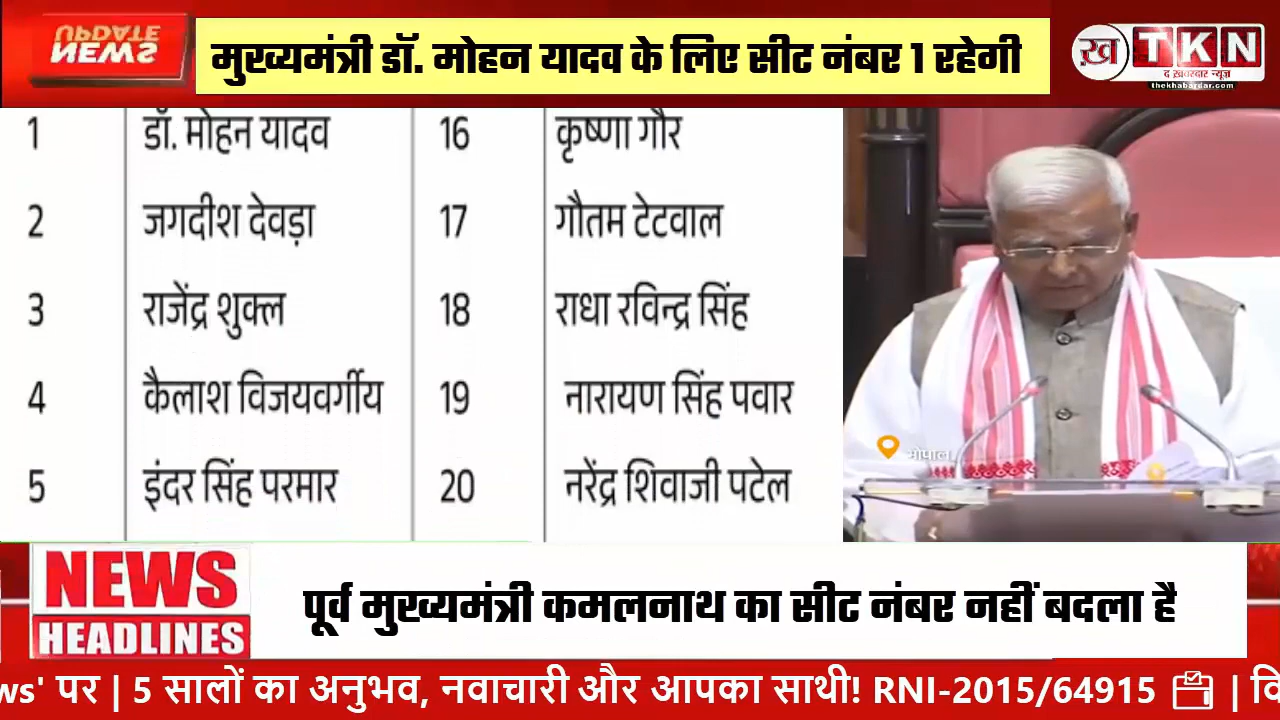 UPDATE
NEWS
मुख्यमंत्री डॉ. मोहन यादव के लिए सीट नंबर 1 रहेगी
ख़ TKN
द ख़बरदार न्यूज़
thekhabardar.com
1 डॉ. मोहन यादव 16 कृष्णा गौर
2 जगदीश देवड़ा 17 गौतम टेटवाल
3 राजेंद्र शुक्ल 18 राधा रविन्द्र सिंह
4 कैलाश विजयवर्गीय 19 नारायण सिंह पवार
5 इंदर सिंह परमार 20 नरेंद्र शिवाजी पटेल
भोपाल
NEWS
HEADLINES
पूर्व मुख्यमंत्री कमलनाथ का सीट नंबर नहीं बदला है
ws' पर | 5 सालों का अनुभव, नवाचारी और आपका साथी! RNI-2015/64915 | वि